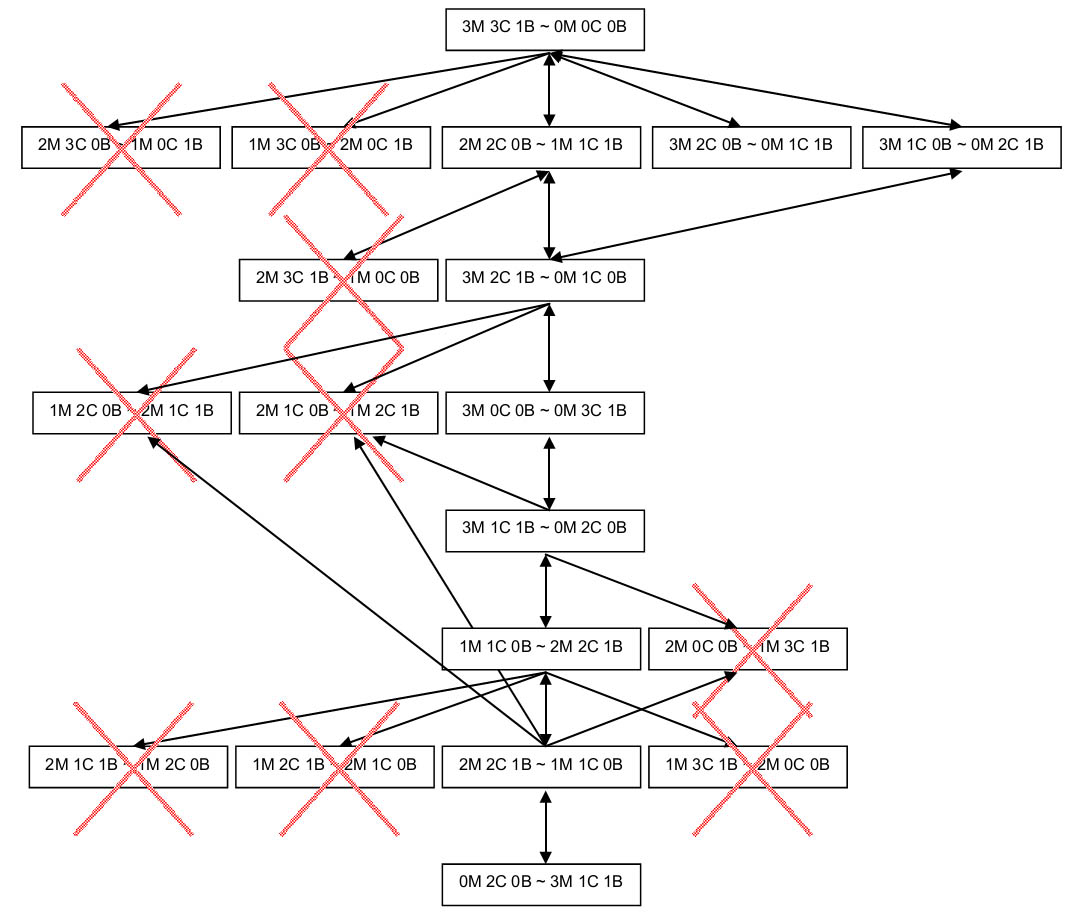 3M 3C 1B ~ 0M 0C 0B
2M 3C 0B ~ 1M 0C 1B
1M 3C 0B ~ 2M 0C 1B
2M 2C 0B ~ 1M 1C 1B
3M 2C 0B ~ 0M 1C 1B
3M 1C 0B ~ 0M 2C 1B
2M 3C 1B ~ 1M 0C 0B
3M 2C 1B ~ 0M 1C 0B
1M 2C 0B ~ 2M 1C 1B
2M 1C 0B ~ 1M 2C 1B
3M 0C 0B ~ 0M 3C 1B
3M 1C 1B ~ 0M 2C 0B
1M 1C 0B ~ 2M 2C 1B
2M 0C 0B ~ 1M 3C 1B
2M 1C 1B ~ 1M 2C 0B
1M 2C 1B ~ 2M 1C 0B
2M 2C 1B ~ 1M 1C 0B
1M 3C 1B ~ 2M 0C 0B
0M 2C 0B ~ 3M 1C 1B